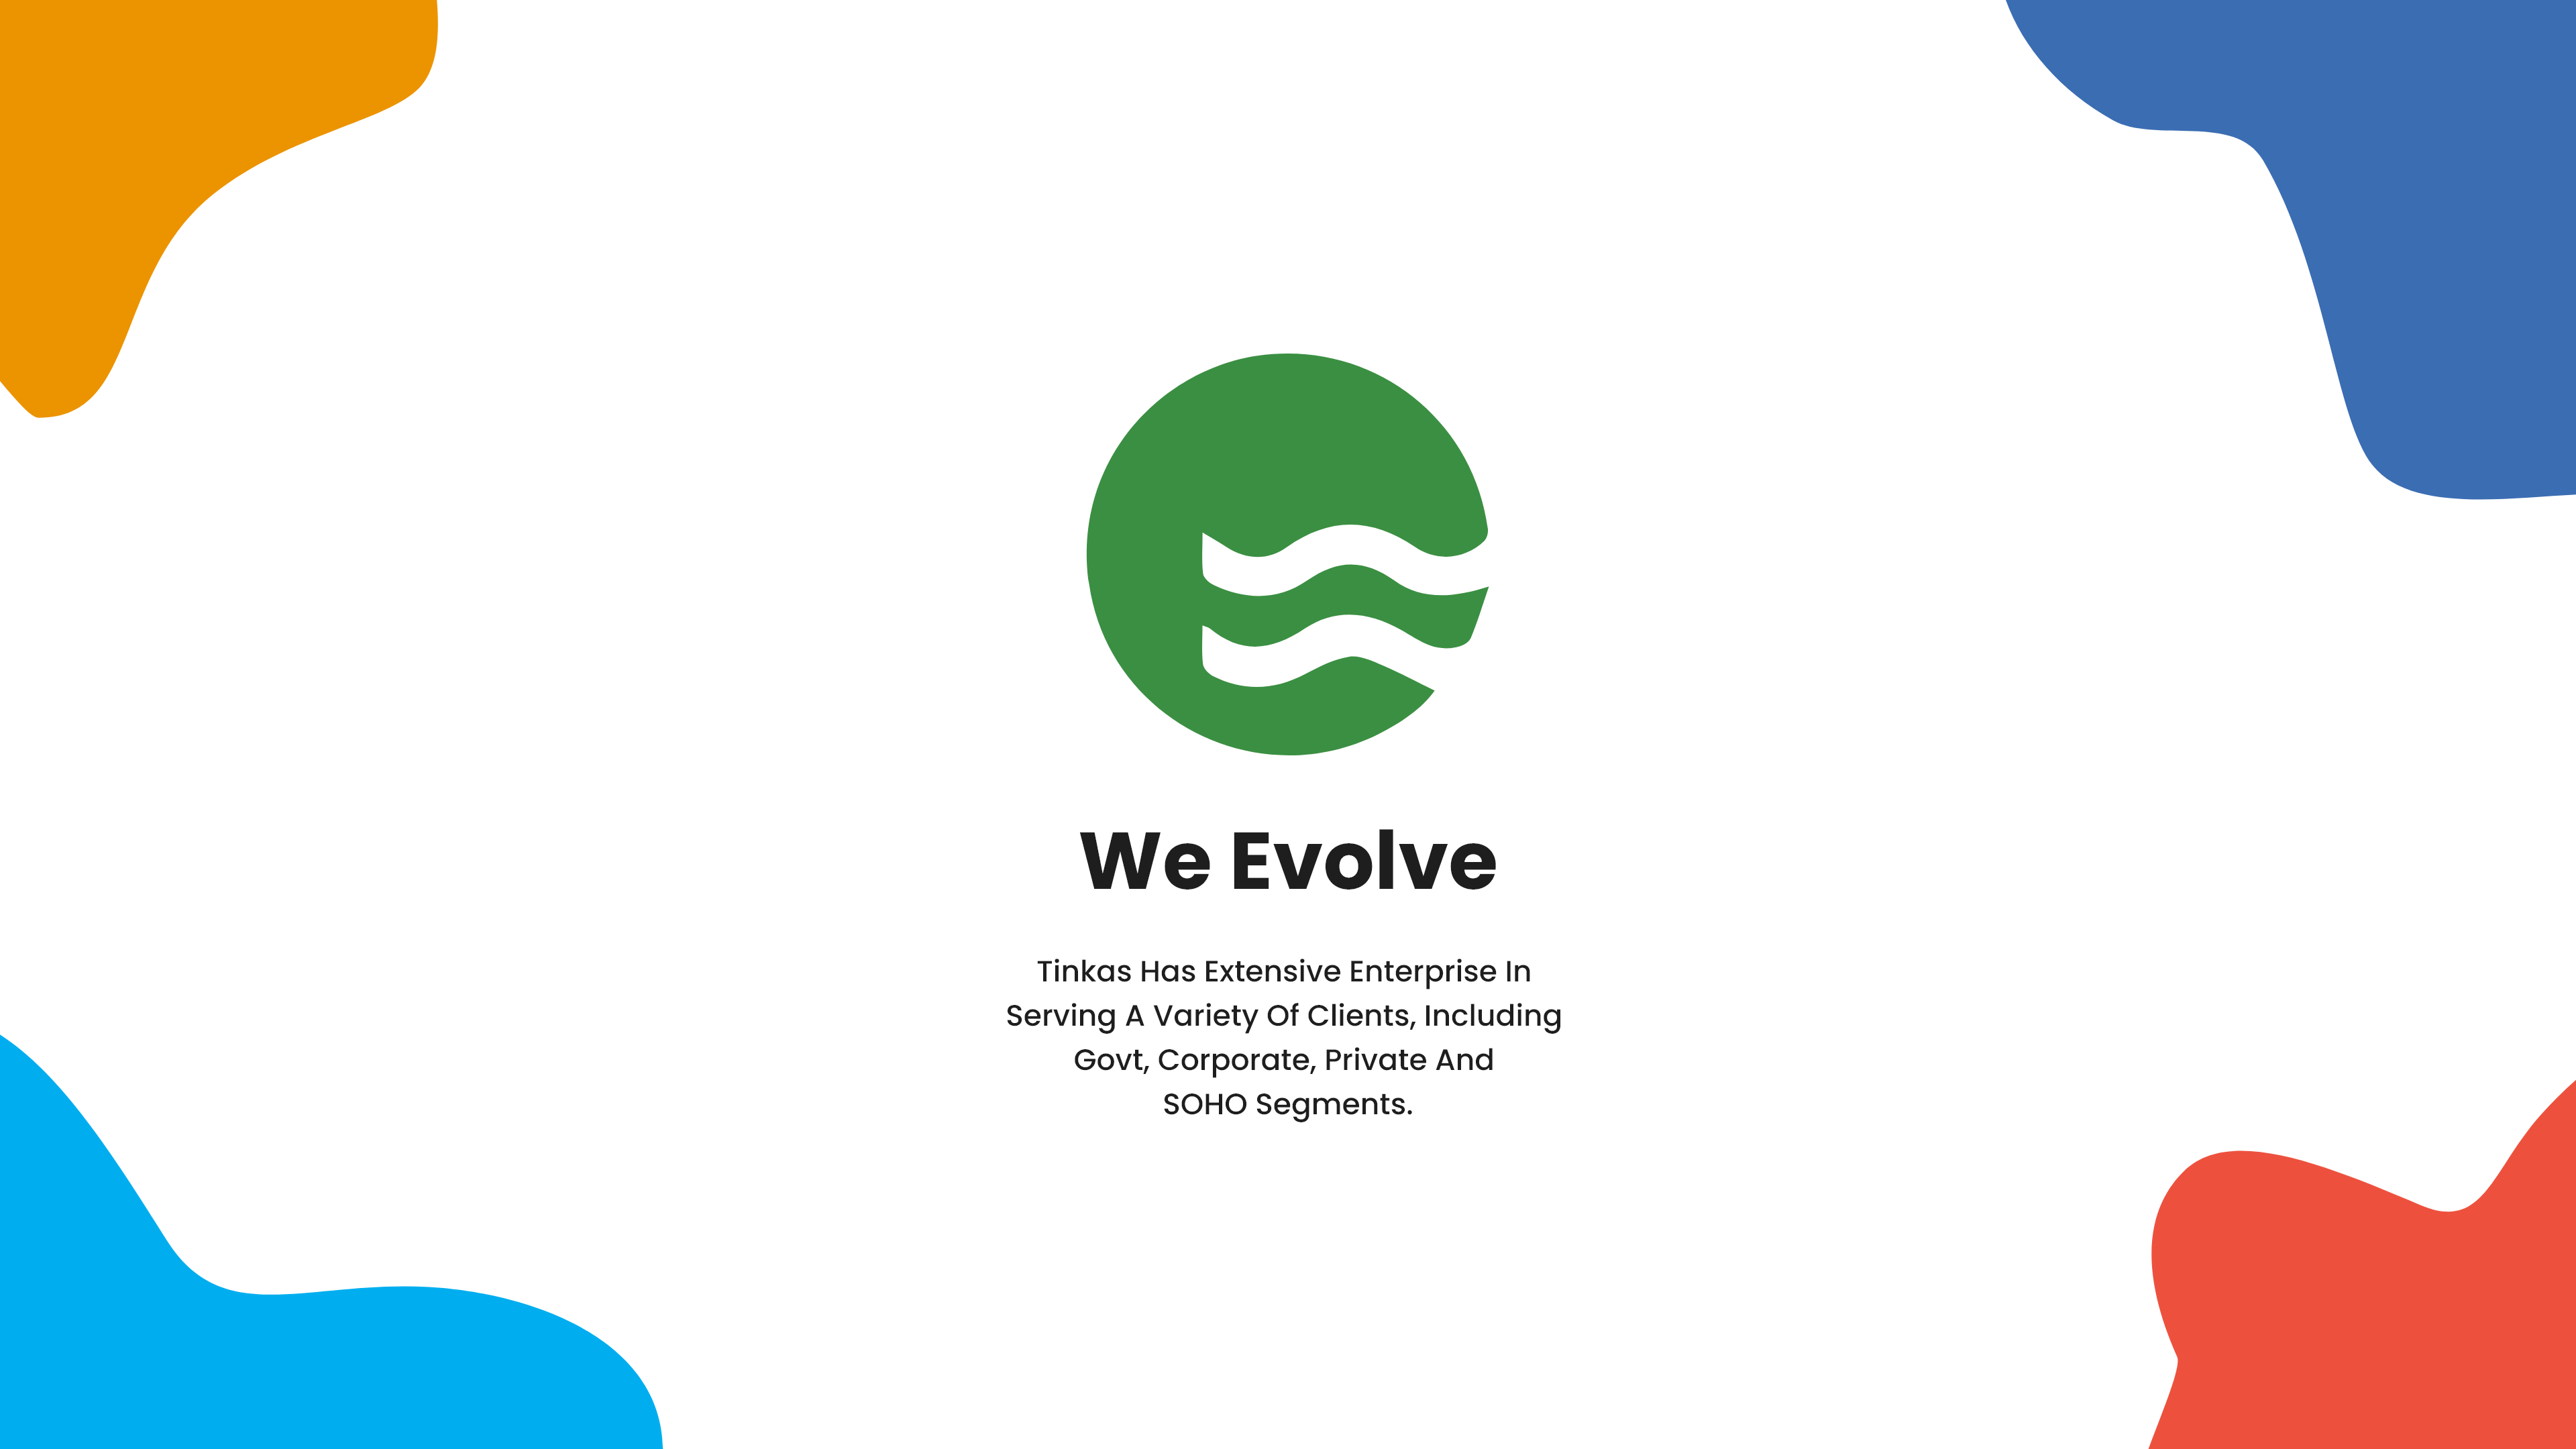 We Evolve
Tinkas Has Extensive Enterprise In
Serving A Variety Of Clients, Including
Govt, Corporate, Private And
SOHO Segments.